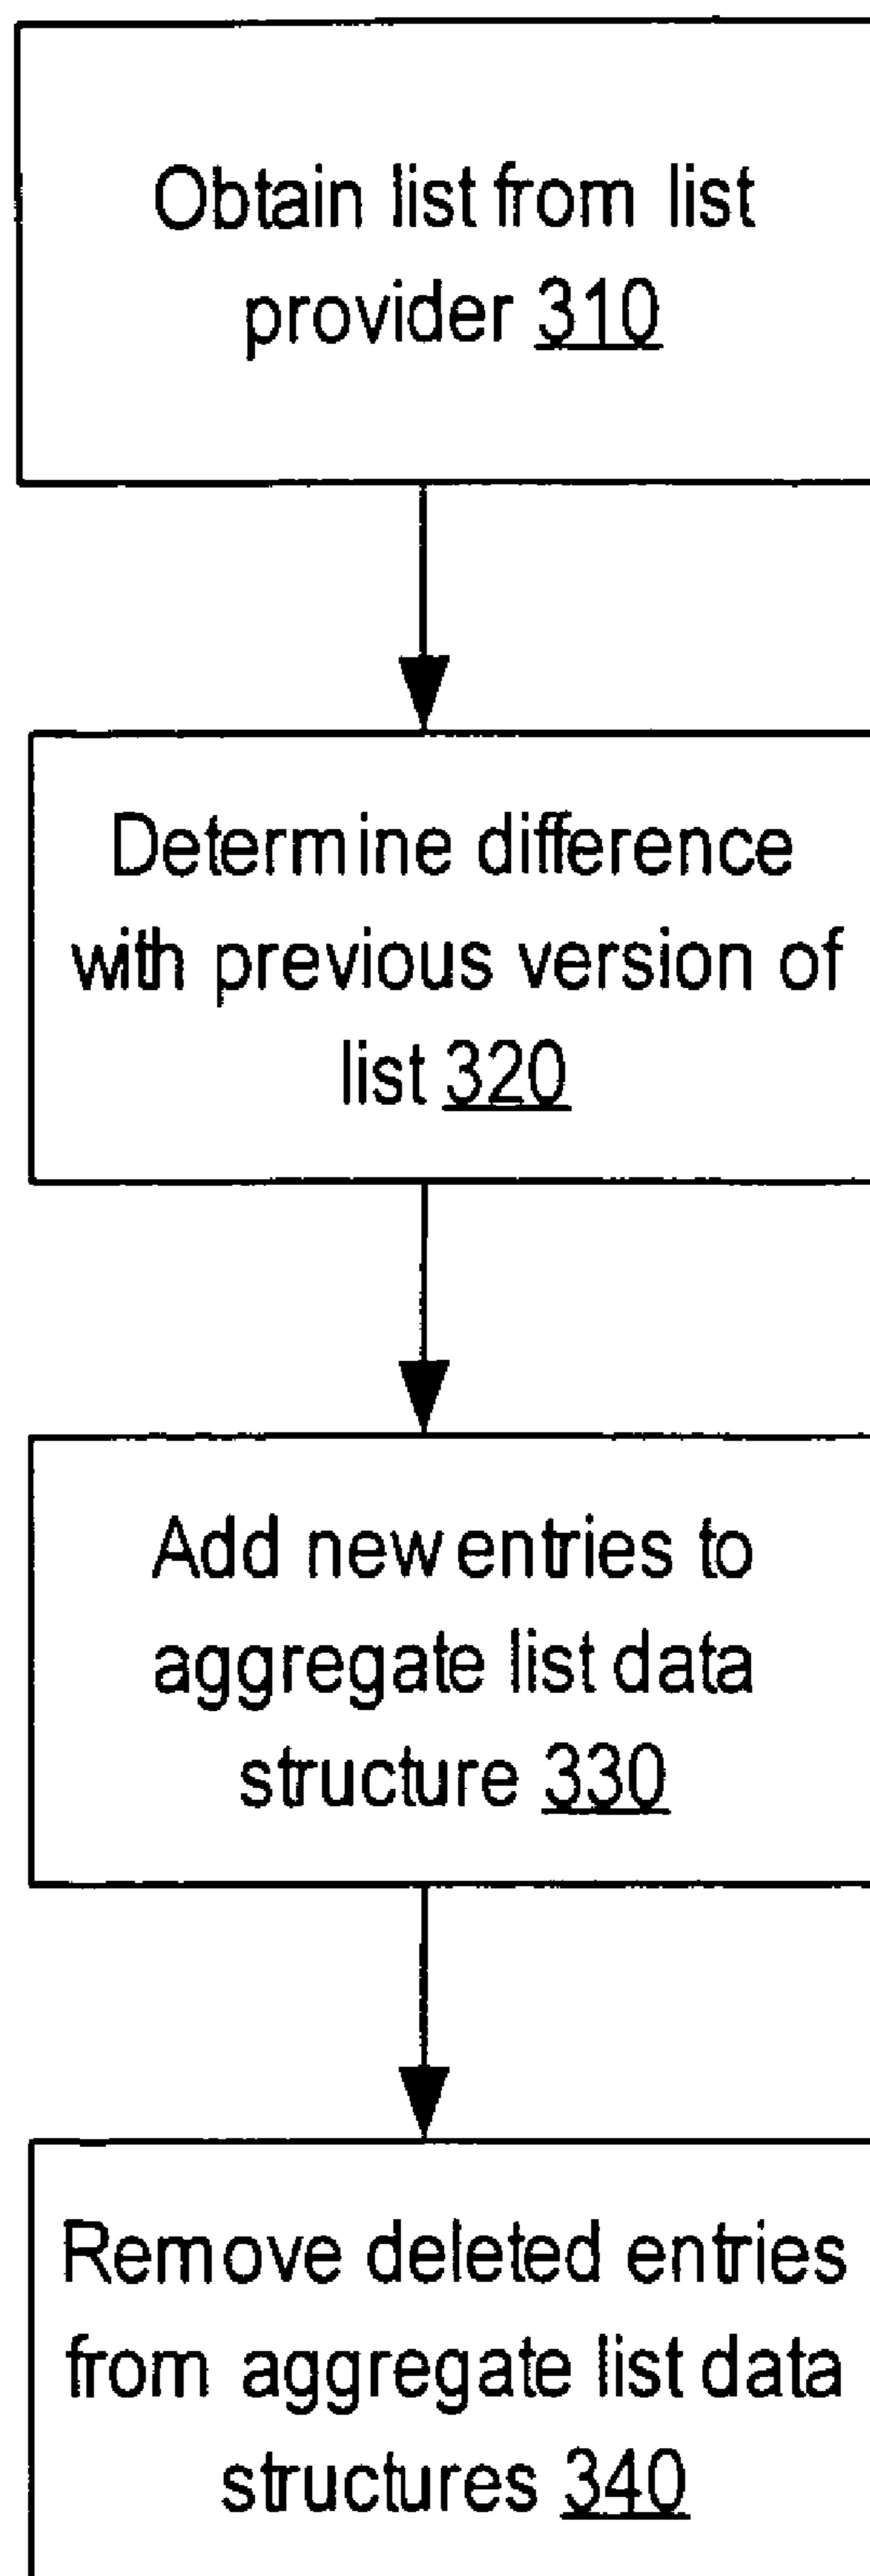 Obtain list from list
provider 310
Determine difference
with previous version of
list 320
Add new entries to
aggregate list data
structure 330
Remove deleted entries
from aggregate list data
structures 340